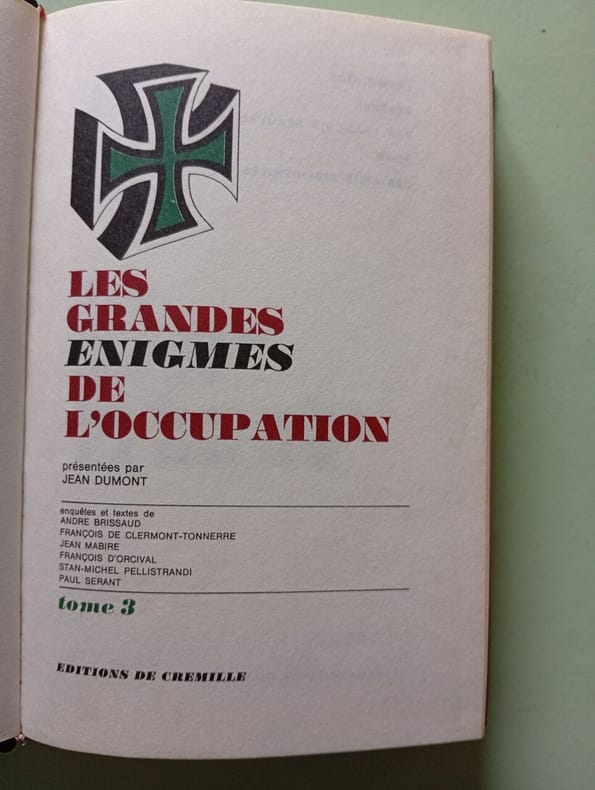 LES
GRANDES
ENIGMES
DE
L'OCCUPATION
présentées par
JEAN DUMONT
enquêtes et textes de
ANDRE BRISSAUD
FRANÇOIS DE CLERMONT-TONNERRE
JEAN MABIRE
FRANÇOIS D'ORCIVAL
STAN-MICHEL PELLISTRANDI
PAUL SERANT
tome 3
EDITIONS DE CREMILLE